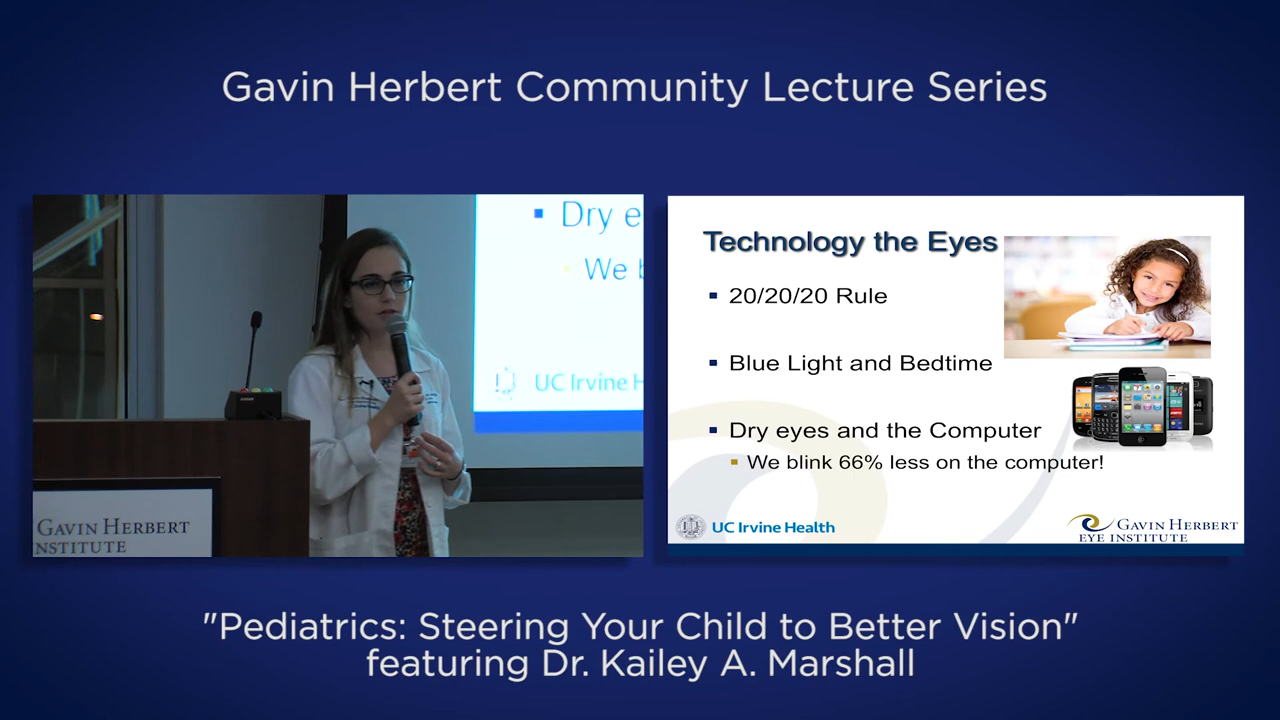 Gavin Herbert Community Lecture Series
Dry e
We b
UC Irvine H
GAVIN HERBERT
NSTITUTE
Technology the Eyes
20/20/20 Rule
Blue Light and Bedtime
Dry eyes and the Computer
We blink 66% less on the computer!
UC Irvine Health
GAVIN HERBERT
EYE INSTITUTE
"Pediatrics: Steering Your Child to Better Vision"
featuring Dr. Kailey A. Marshall